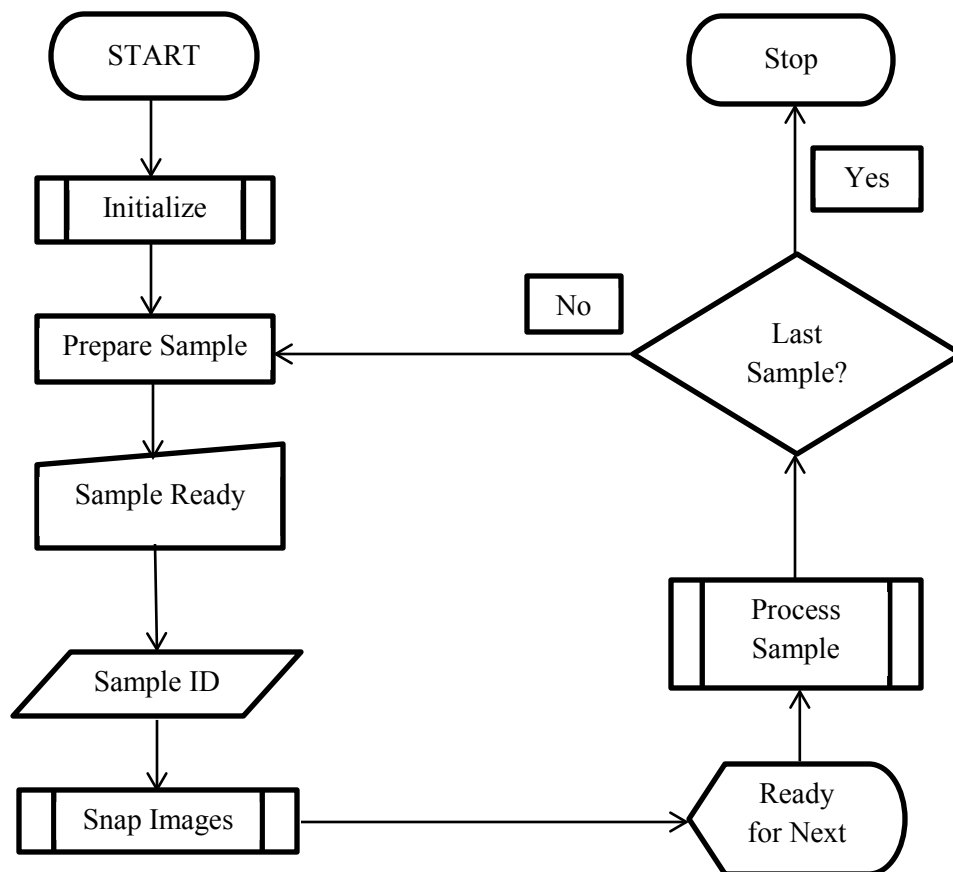 START
Initialize
Prepare Sample
Sample Ready
Sample ID
Snap Images
Ready
for Next
Process
Sample
Last
Sample?
No
Yes
Stop